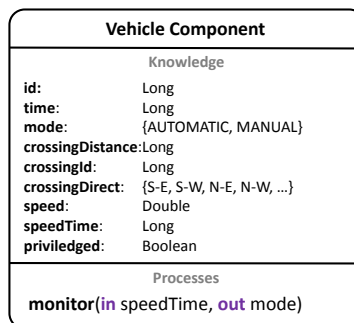 Vehicle Component
Knowledge
id: Long
time: Long
mode: {AUTOMATIC, MANUAL}
crossingDistance:Long
crossingId: Long
crossingDirect: {S-E, S-W, N-E, N-W, ...}
speed: Double
speedTime: Long
priviledged: Boolean
Processes
monitor(in speedTime, out mode)